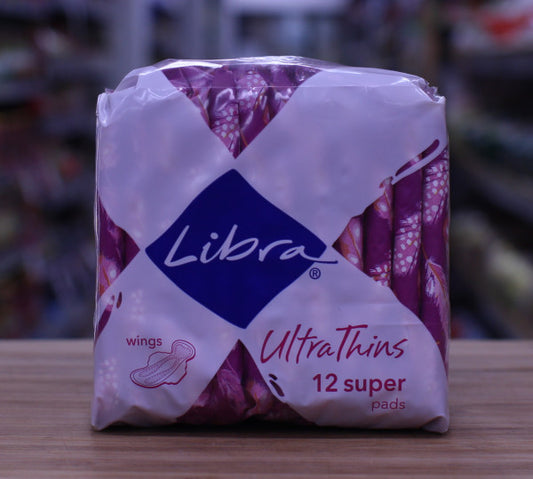 Libra®
wings
UltraThins
12 super
pads